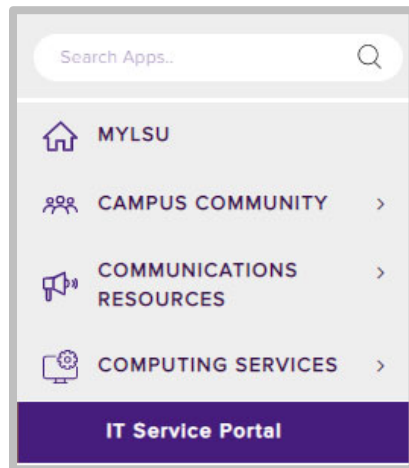 Search Apps..
MYLSU
CAMPUS COMMUNITY
COMMUNICATIONS
RESOURCES
COMPUTING SERVICES
IT Service Portal